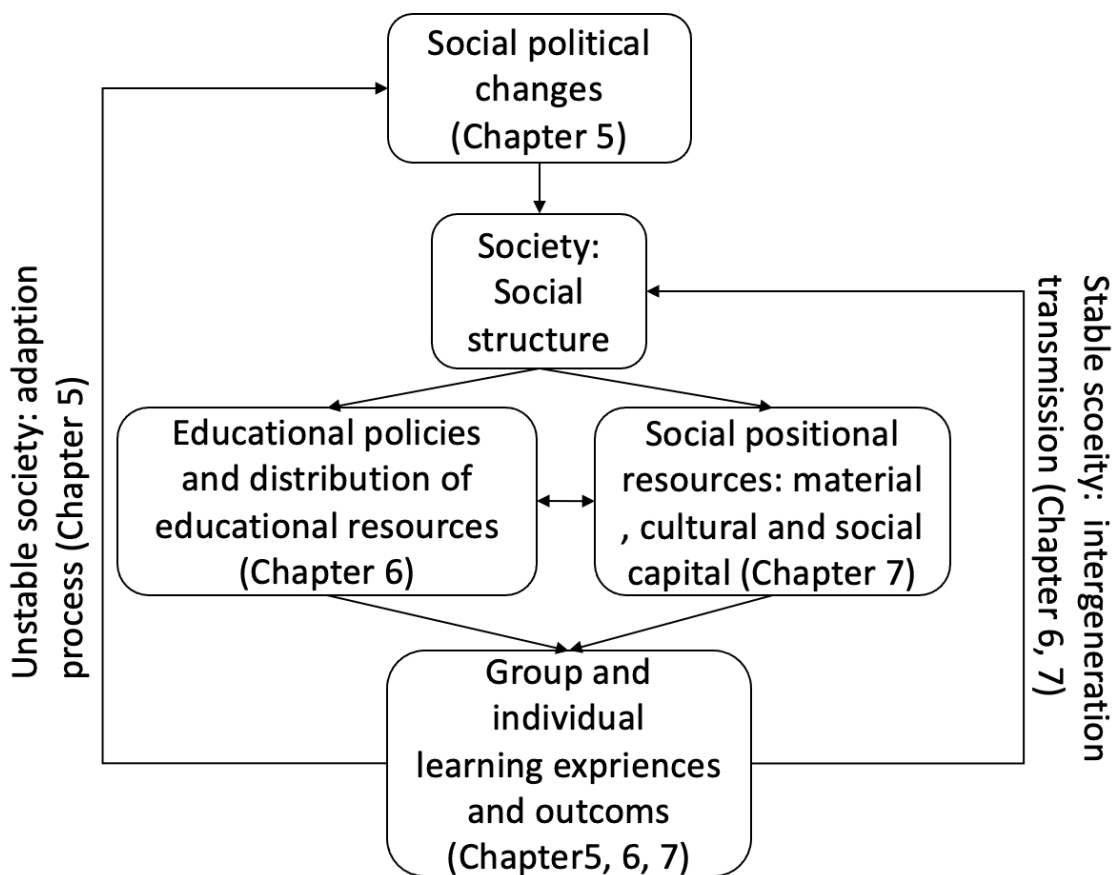 Social political
changes
(Chapter 5)
Society:
Social
structure
Educational policies
and distribution of
educational resources
(Chapter 6)
Social positional
resources: material
, cultural and social
capital (Chapter 7)
Group and
individual
learning expriences
and outcoms
(Chapter5, 6, 7)
Unstable society: adaption
process (Chapter 5)
Stable scoeity:  intergeneration
transmission (Chapter 6, 7)